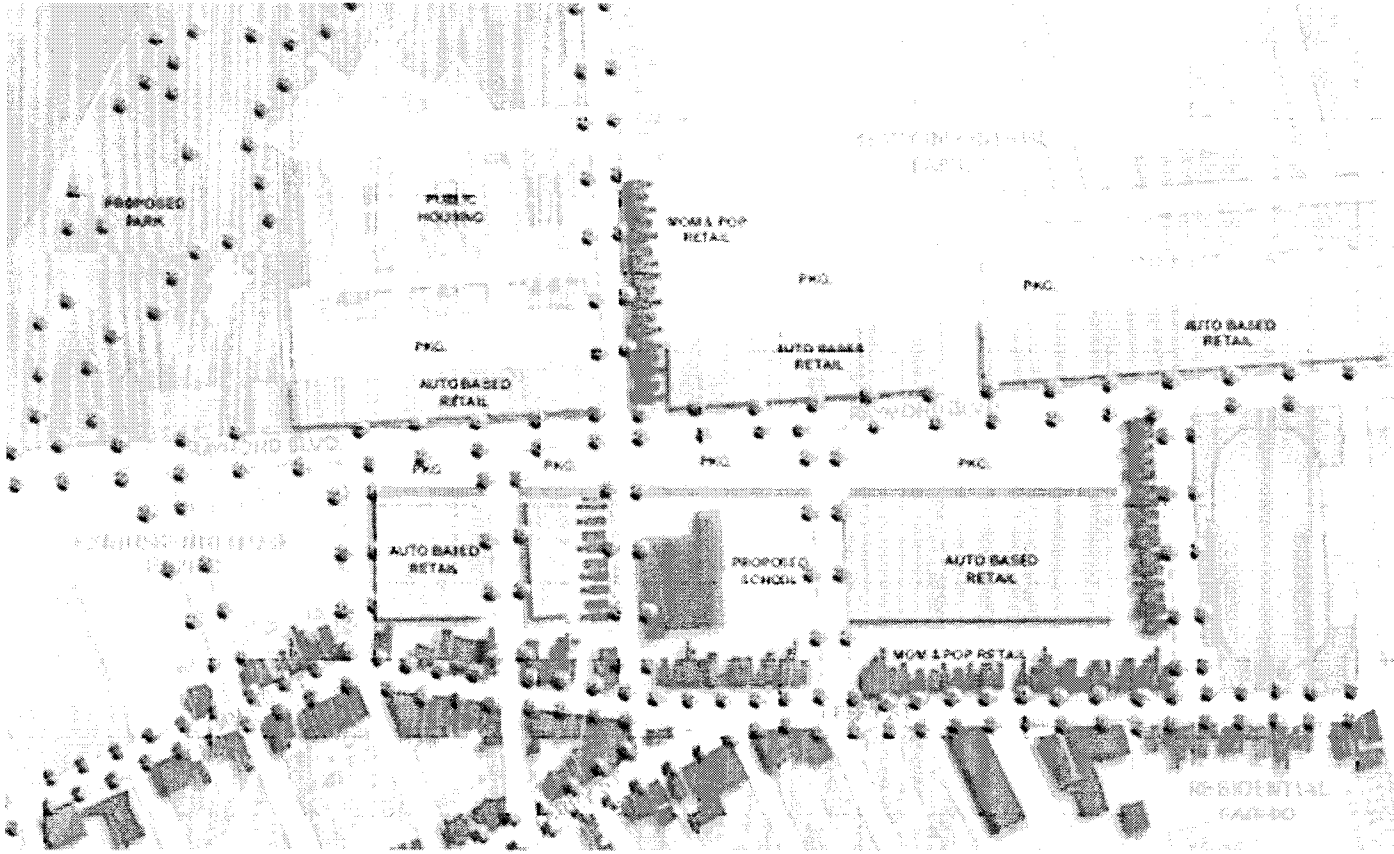 PROPOSED
PARK
PUBLIC
HOUSING
MOM & POP
RETAIL
PKG.
PKG.
AUTO BASED
RETAIL
PKG.
AUTO BASED
RETAIL
AUTO BASED
RETAIL
PKG.
PKG.
PKG.
PKG.
AUTO BASED
RETAIL
PROPOSED
SCHOOL
AUTO BASED
RETAIL
MOM & POP RETAIL
RESIDENTIAL